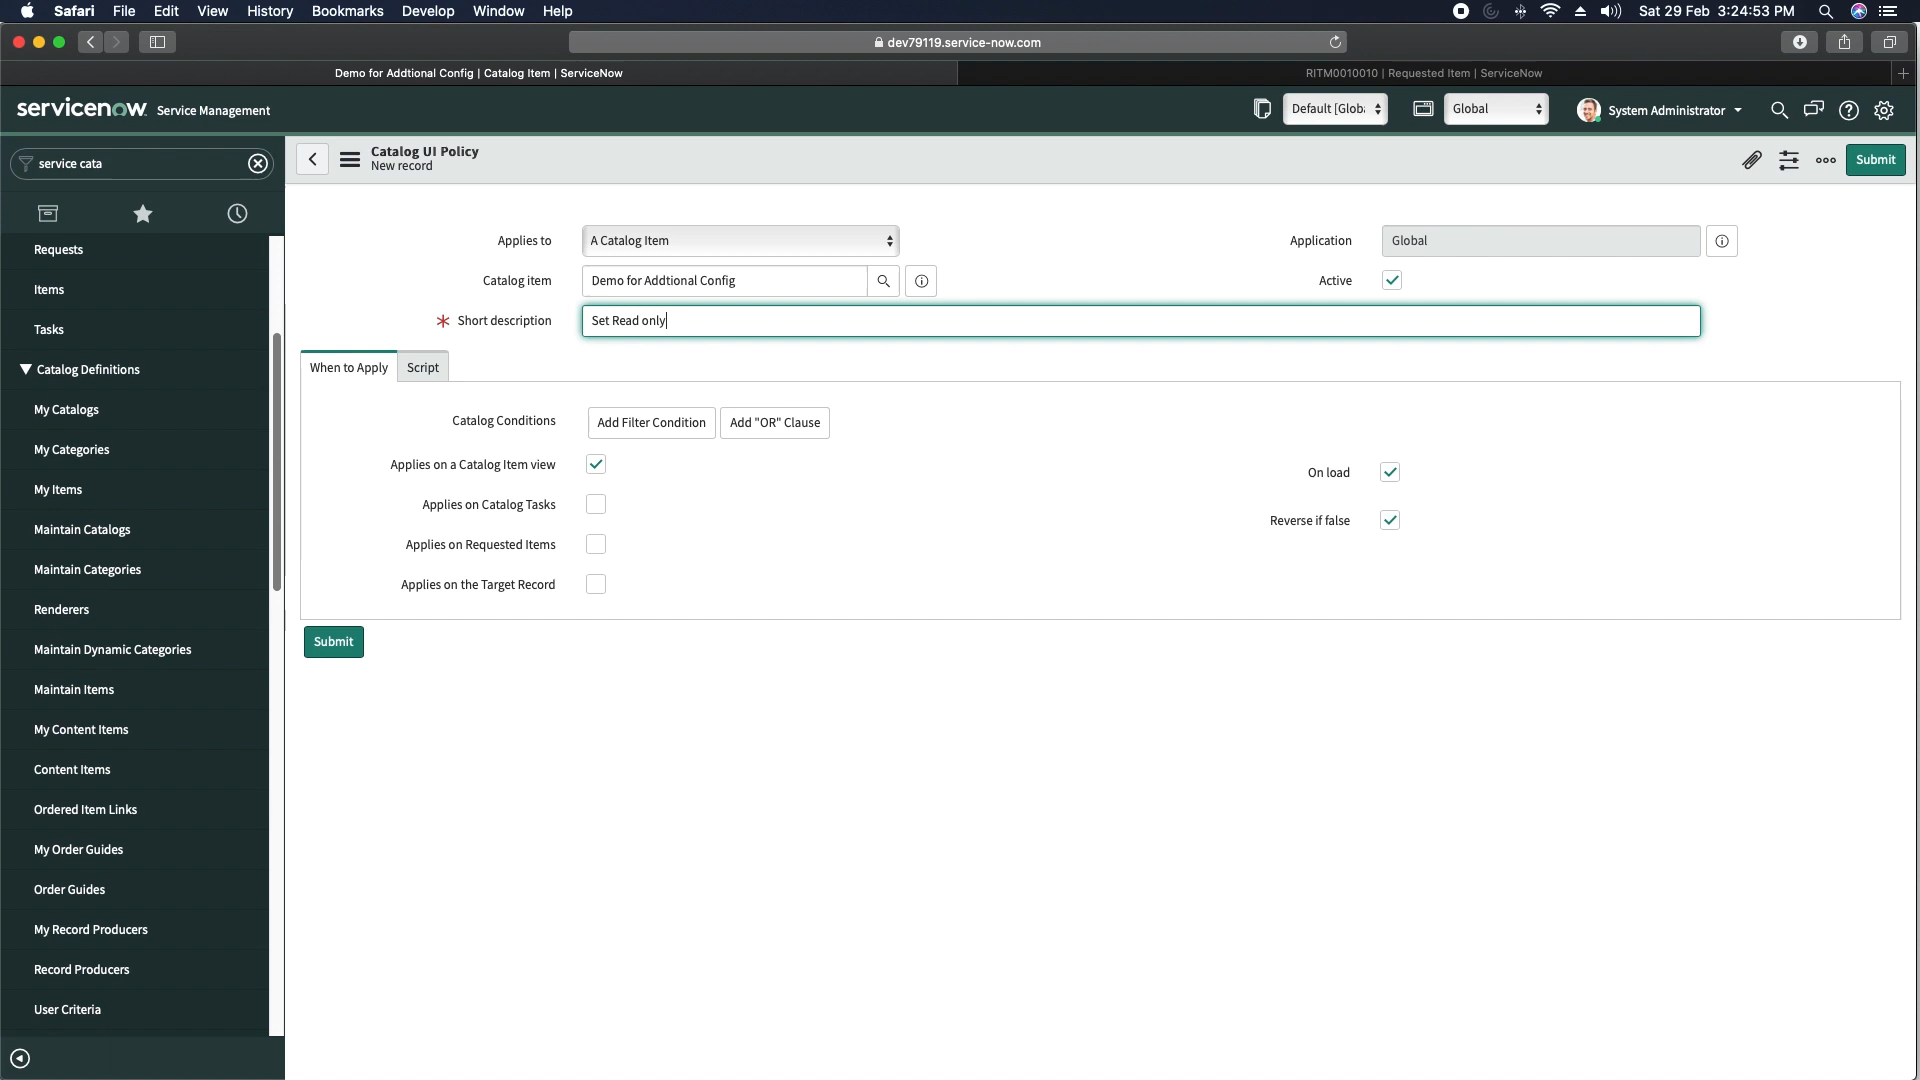 Safari File Edit View History Bookmarks Develop Window Help Sat 29 Feb 3:24:53 PM
dev79119.service-now.com
Demo for Addtional Config | Catalog Item | ServiceNow RITM0010010 | Requested Item | ServiceNow
servicenow Service Management Default [Globa Global System Administrator
service cata
Catalog UI Policy
New record
Submit
Requests
Items
Tasks
Catalog Definitions
My Catalogs
My Categories
My Items
Maintain Catalogs
Maintain Categories
Renderers
Maintain Dynamic Categories
Maintain Items
My Content Items
Content Items
Ordered Item Links
My Order Guides
Order Guides
My Record Producers
Record Producers
User Criteria
Applies to A Catalog Item Application Global
Catalog item Demo for Addtional Config Active
Short description Set Read only
When to Apply Script
Catalog Conditions Add Filter Condition Add "OR" Clause
Applies on a Catalog Item view On load
Applies on Catalog Tasks Reverse if false
Applies on Requested Items
Applies on the Target Record
Submit